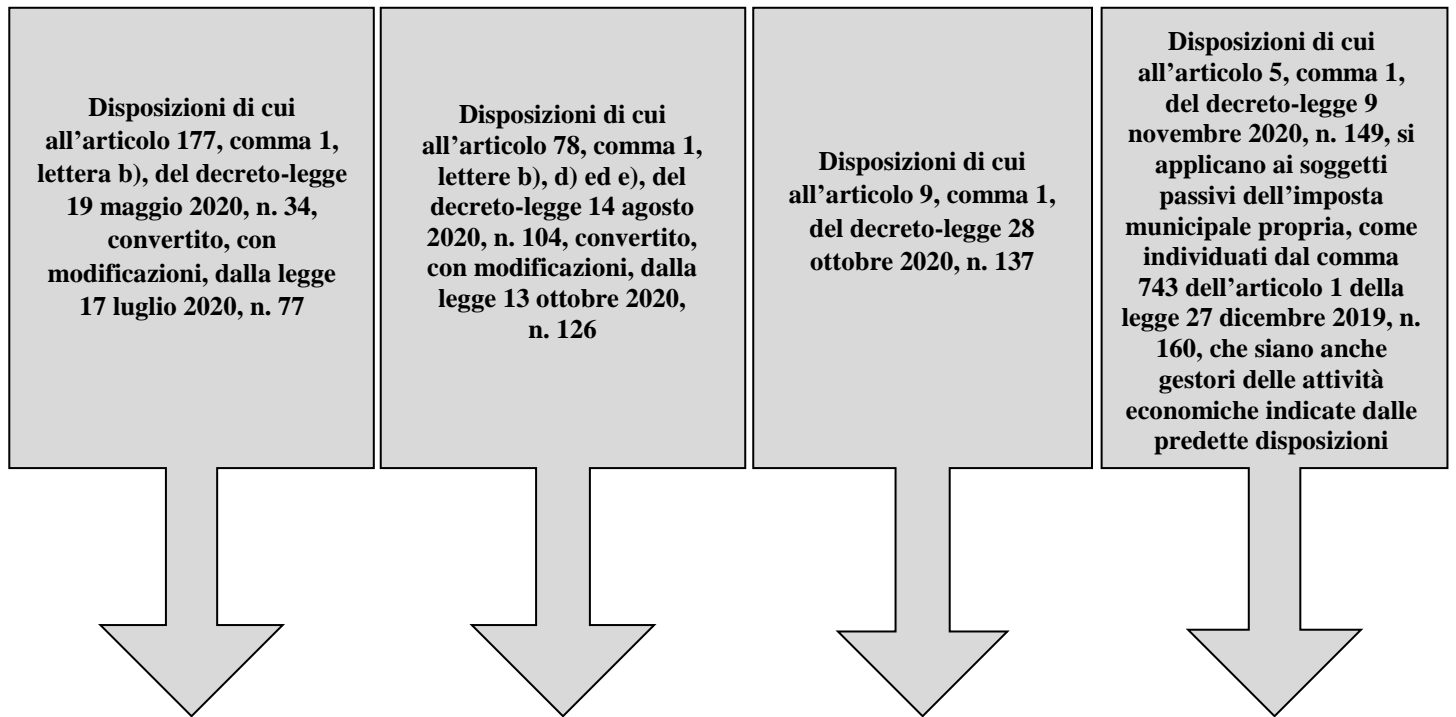 Disposizioni di cui
all’articolo 177, comma 1,
lettera b), del decreto-legge
19 maggio 2020, n. 34,
convertito, con
modificazioni, dalla legge
17 luglio 2020, n. 77
Disposizioni di cui
all’articolo 78, comma 1,
lettere b), d) ed e), del
decreto-legge 14 agosto
2020, n. 104, convertito,
con modificazioni, dalla
legge 13 ottobre 2020,
n. 126
Disposizioni di cui
all’articolo 9, comma 1,
del decreto-legge 28
ottobre 2020, n. 137
Disposizioni di cui
all’articolo 5, comma 1,
del decreto-legge 9
novembre 2020, n. 149, si
applicano ai soggetti
passivi dell’imposta
municipale propria, come
individuati dal comma
743 dell’articolo 1 della
legge 27 dicembre 2019, n.
160, che siano anche
gestori delle attività
economiche indicate dalle
predette disposizioni